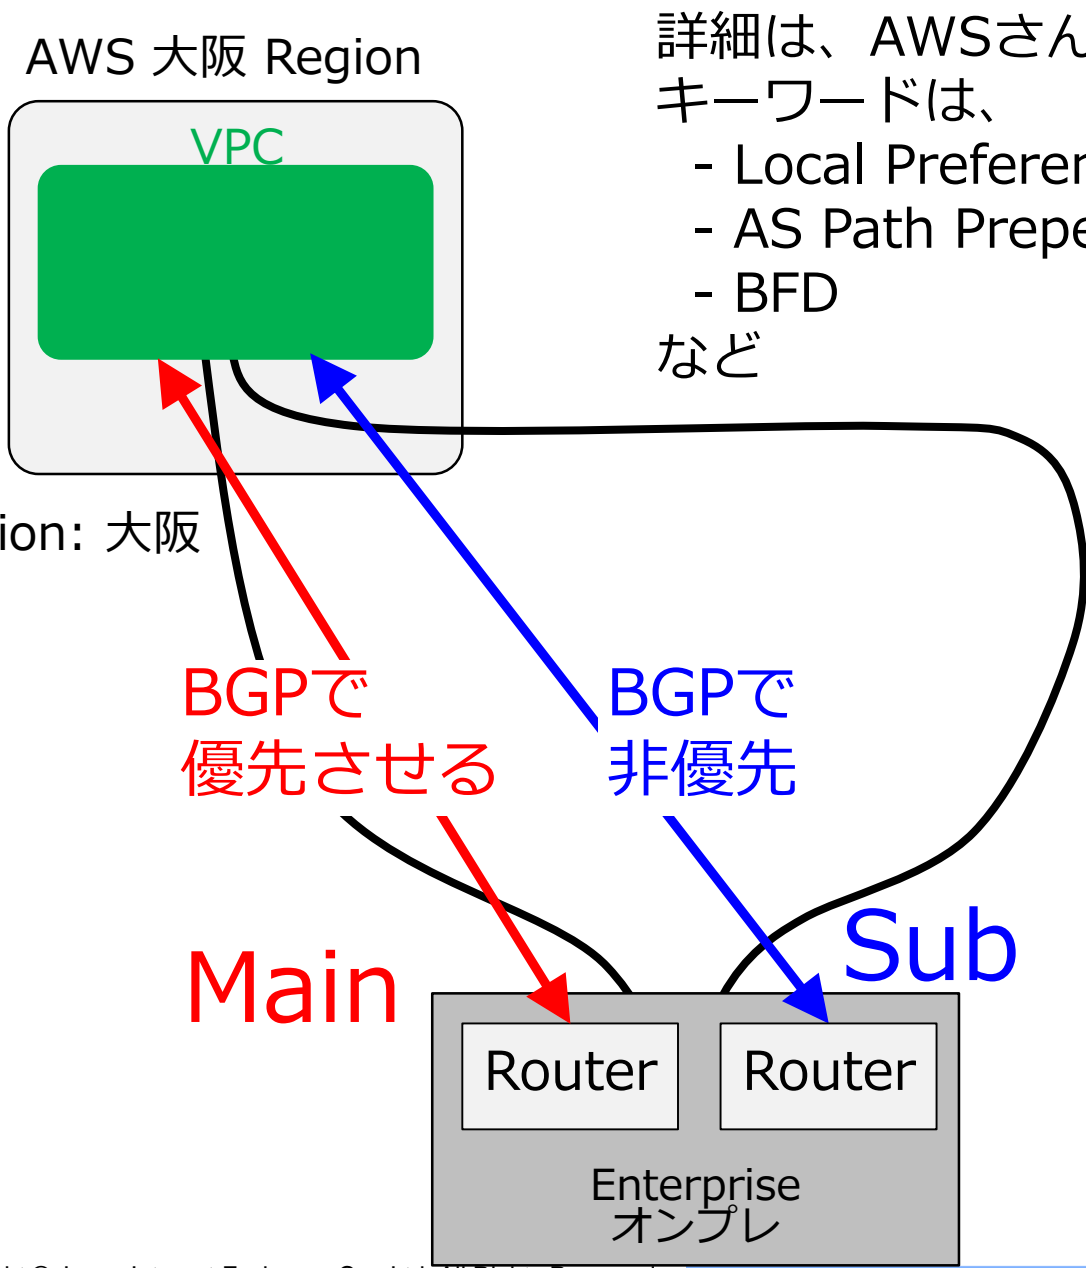 AWS 大阪 Region
詳細は、AWSさん
キーワードは、
- Local Preferen
- AS Path Prepe
- BFD
など
VPC
ion: 大阪
BGPで
優先させる
BGPで
非優先
Main
Sub
Router
Router
Enterprise
オンプレ